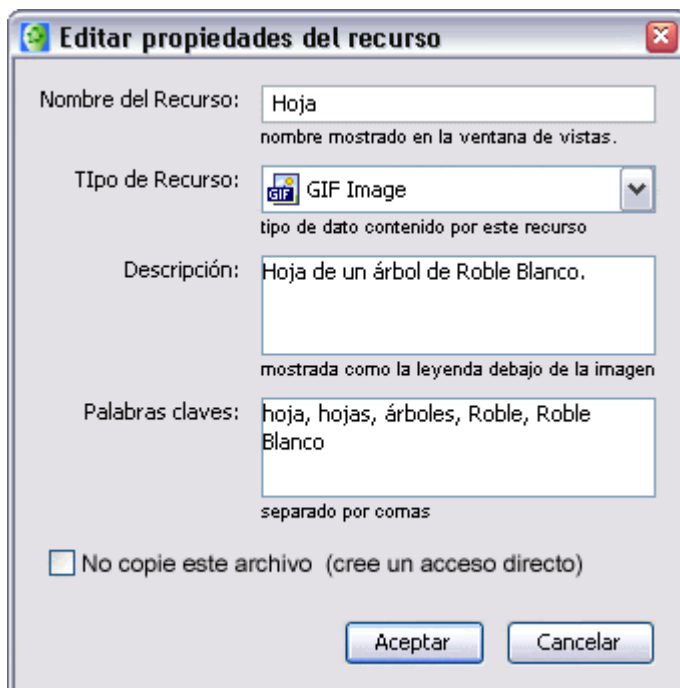 Editar propiedades del recurso
Nombre del Recurso: Hoja
nombre mostrado en la ventana de vistas.
TIpo de Recurso: GIF GIF Image
tipo de dato contenido por este recurso
Descripción: Hoja de un árbol de Roble Blanco.
mostrada como la leyenda debajo de la imagen
Palabras claves: hoja, hojas, árboles, Roble, Roble
Blanco
separado por comas
No copie este archivo (cree un acceso directo)
Aceptar Cancelar